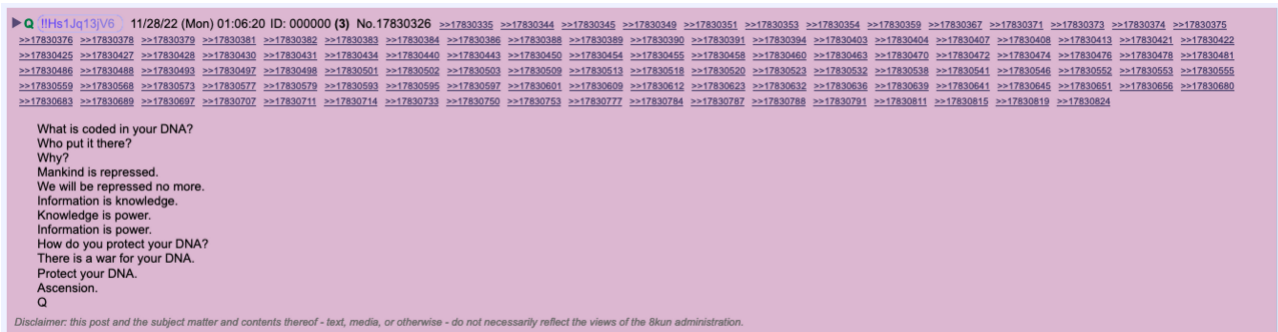 ▶Q !!Hs1Jq13jV6 11/28/22 (Mon) 01:06:20 ID: 000000 (3) No.17830326 >>17830335 >>17830344 >>17830345 >>17830349 >>17830351 >>17830353 >>17830354 >>17830359 >>17830367 >>17830371 >>17830373 >>17830374 >>17830375
>>17830376 >>17830378 >>17830379 >>17830381 >>17830382 >>17830383 >>17830384 >>17830386 >>17830388 >>17830389 >>17830390 >>17830391 >>17830394 >>17830403 >>17830404 >>17830407 >>17830408 >>17830413 >>17830421 >>17830422
>>17830425 >>17830427 >>17830428 >>17830430 >>17830431 >>17830434 >>17830440 >>17830443 >>17830450 >>17830454 >>17830455 >>17830458 >>17830460 >>17830463 >>17830470 >>17830472 >>17830474 >>17830476 >>17830478 >>17830481
>>17830486 >>17830488 >>17830493 >>17830497 >>17830498 >>17830501 >>17830502 >>17830503 >>17830509 >>17830513 >>17830518 >>17830520 >>17830523 >>17830532 >>17830538 >>17830541 >>17830546 >>17830552 >>17830553 >>17830555
>>17830559 >>17830568 >>17830573 >>17830577 >>17830579 >>17830593 >>17830595 >>17830597 >>17830601 >>17830609 >>17830612 >>17830623 >>17830632 >>17830636 >>17830639 >>17830641 >>17830645 >>17830651 >>17830656 >>17830680
>>17830683 >>17830689 >>17830697 >>17830707 >>17830711 >>17830714 >>17830733 >>17830750 >>17830753 >>17830777 >>17830784 >>17830787 >>17830788 >>17830791 >>17830811 >>17830815 >>17830819 >>17830824
What is coded in your DNA?
Who put it there?
Why?
Mankind is repressed.
We will be repressed no more.
Information is knowledge.
Knowledge is power.
Information is power.
How do you protect your DNA?
There is a war for your DNA.
Protect your DNA.
Ascension.
Q
Disclaimer: this post and the subject matter and contents thereof - text, media, or otherwise - do not necessarily reflect the views of the 8kun administration.